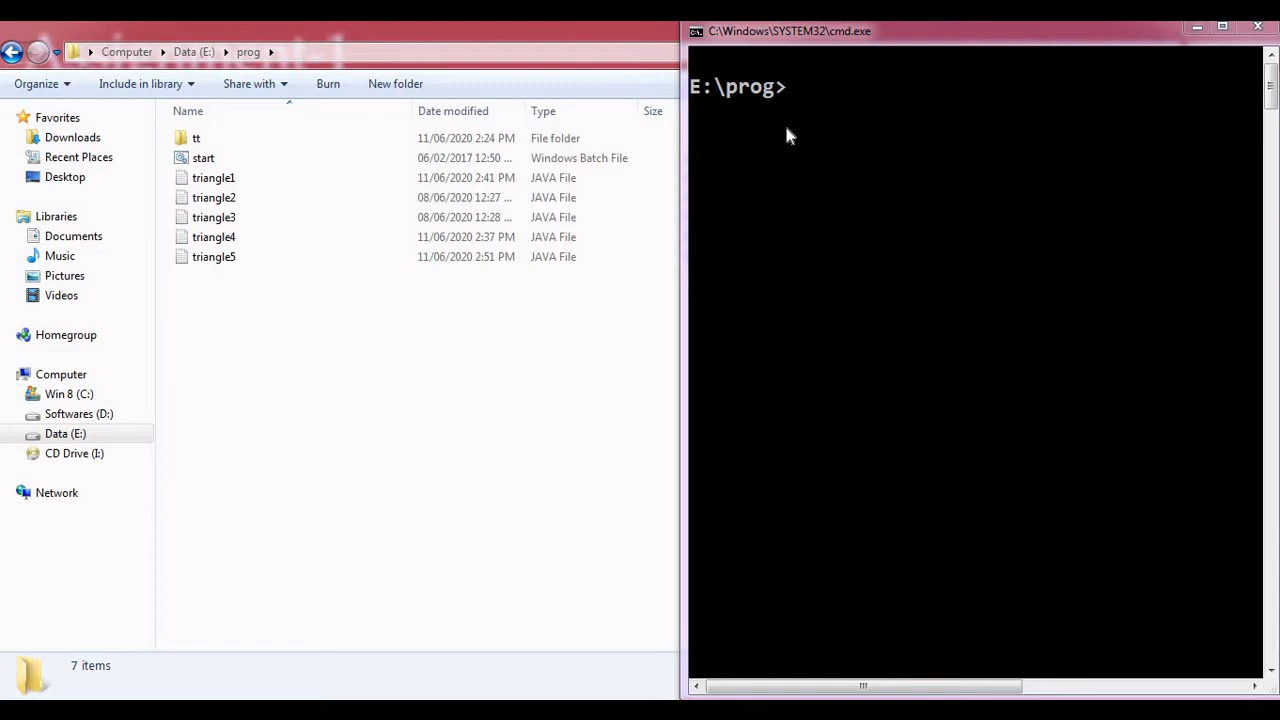 Computer Data (E:) prog
Organize Include in library Share with Burn New folder
Favorites
Downloads
Recent Places
Desktop
Libraries
Documents
Music
Pictures
Videos
Homegroup
Computer
Win 8 (C:)
Softwares (D:)
Data (E:)
CD Drive (I:)
Network
Name Date modified Type Size
tt 11/06/2020 2:24 PM File folder
start 06/02/2017 12:50 ... Windows Batch File
triangle1 11/06/2020 2:41 PM JAVA File
triangle2 08/06/2020 12:27 ... JAVA File
triangle3 08/06/2020 12:28 ... JAVA File
triangle4 11/06/2020 2:37 PM JAVA File
triangle5 11/06/2020 2:51 PM JAVA File
7 items
C:\Windows\SYSTEM32\cmd.exe
E:\prog>